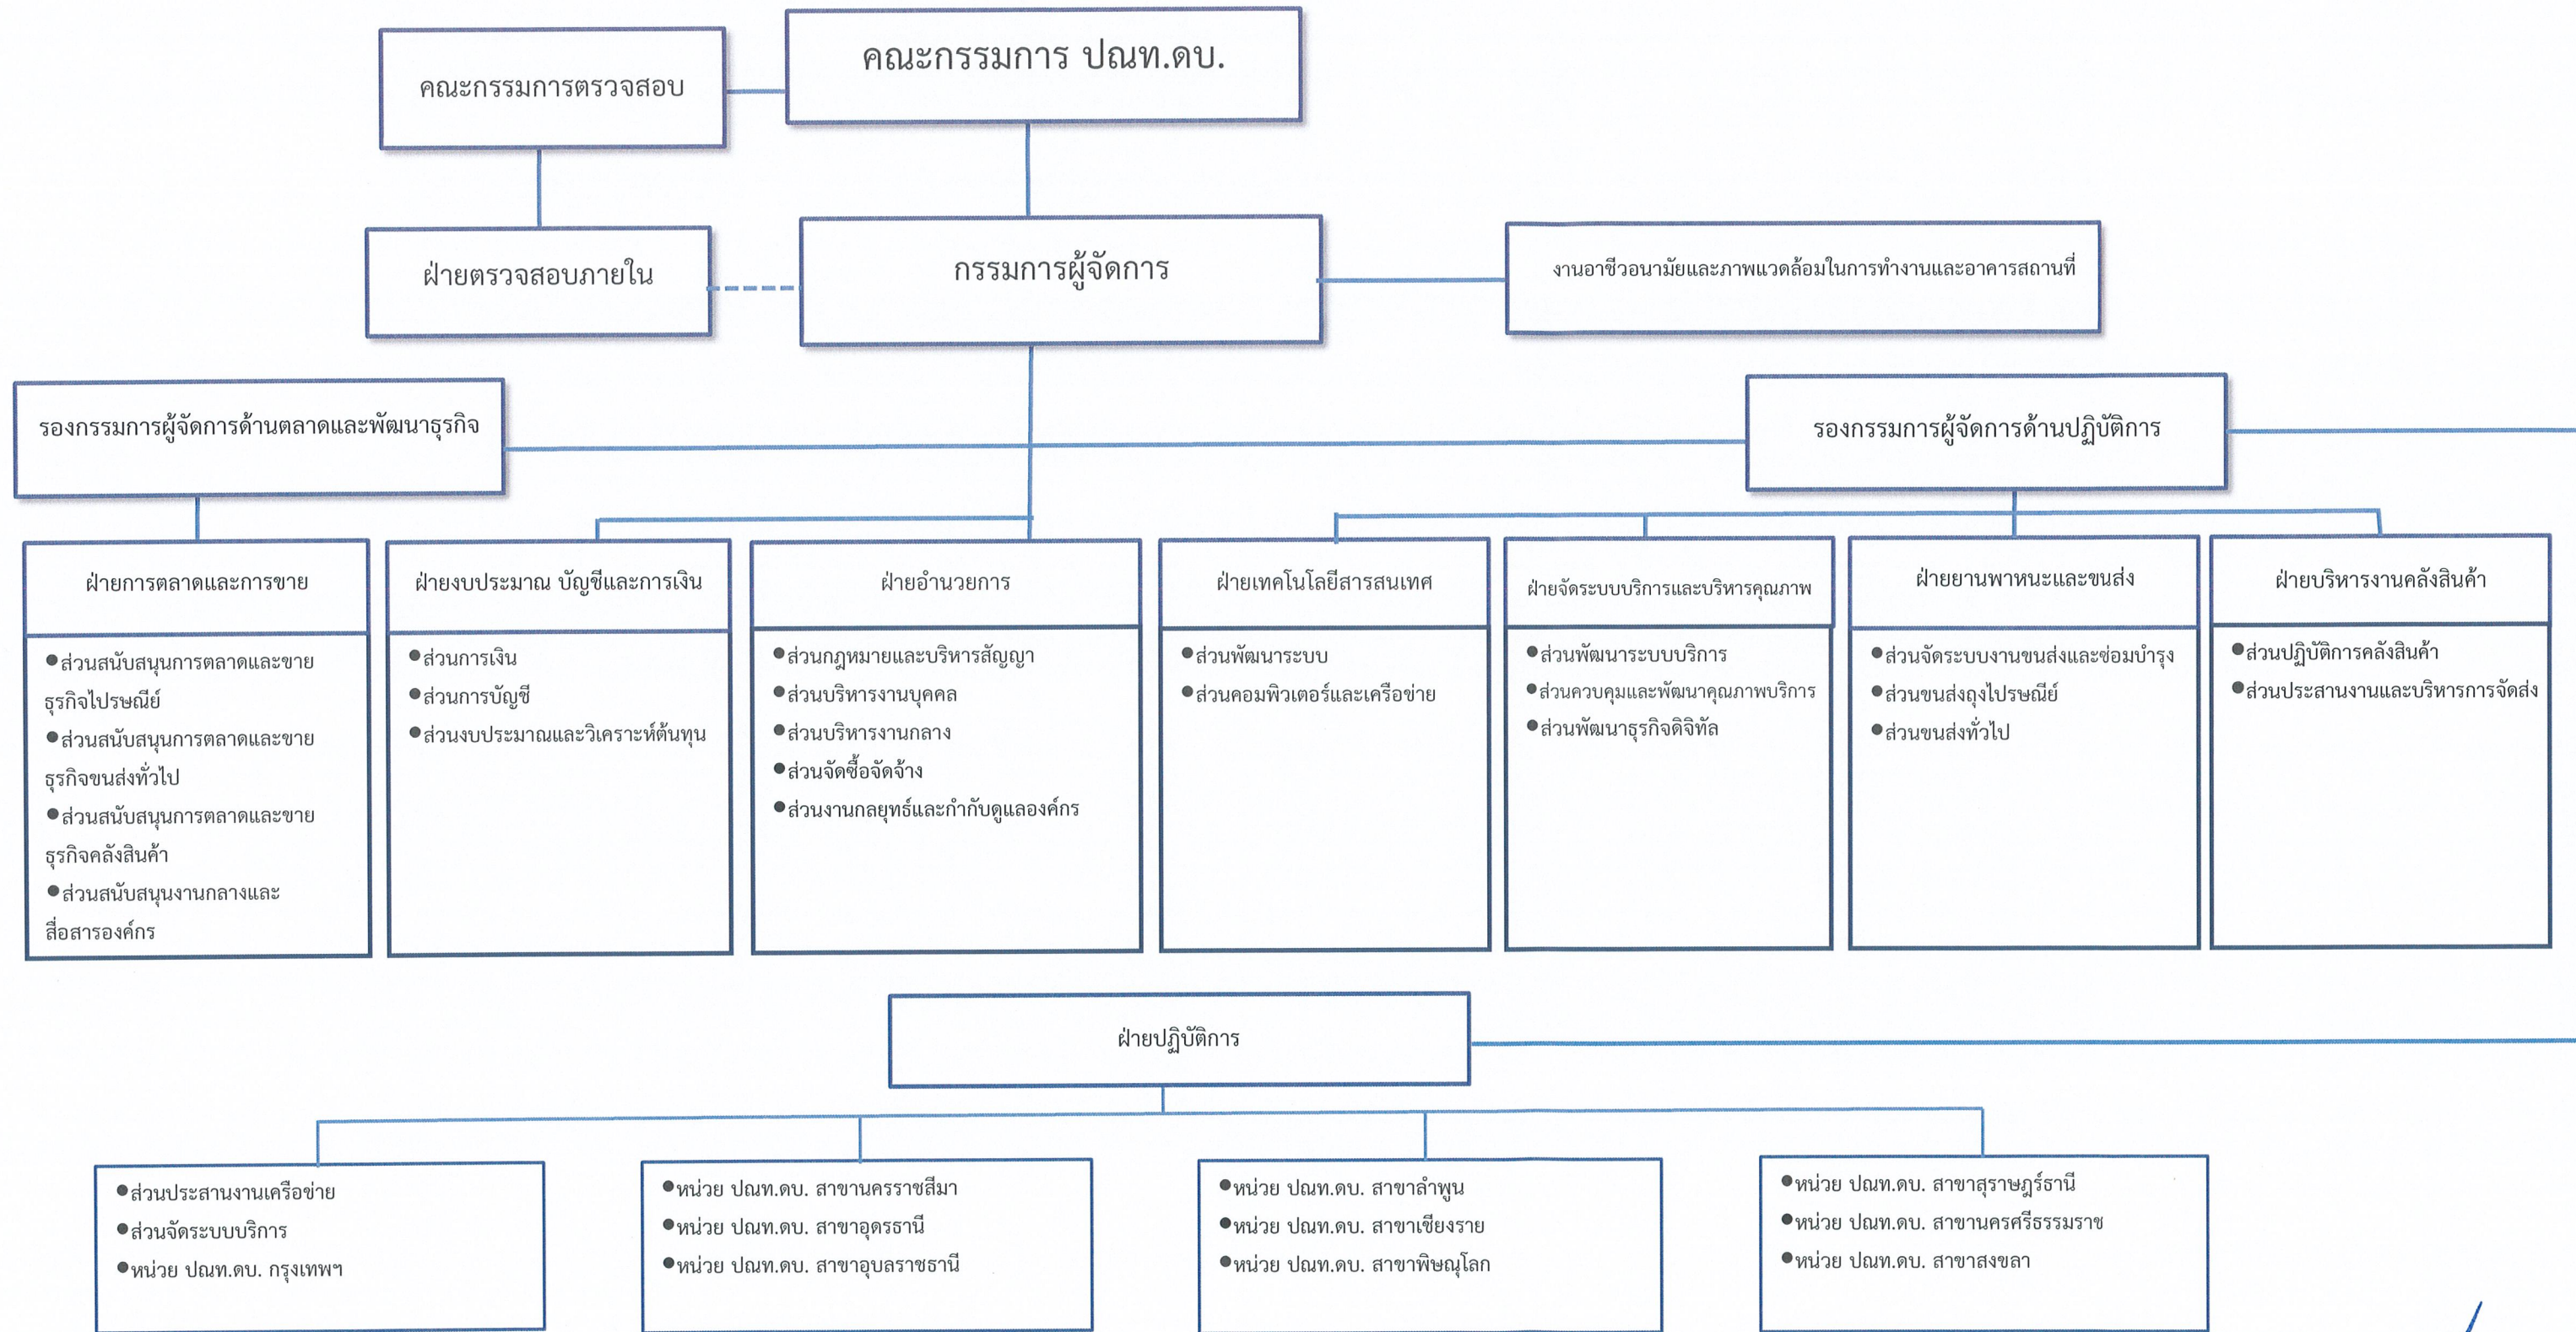 คณะกรรมการ ปณท.ดบ.
คณะกรรมการตรวจสอบ
ฝ่ายตรวจสอบภายใน
กรรมการผู้จัดการ
งานอาชีวอนามัยและภาพแวดล้อมในการทำงานและอาคารสถานที่
รองกรรมการผู้จัดการด้านตลาดและพัฒนาธุรกิจ
รองกรรมการผู้จัดการด้านปฏิบัติการ
ฝ่ายการตลาดและการขาย
●ส่วนสนับสนุนการตลาดและขาย
ธุรกิจไปรษณีย์
●ส่วนสนับสนุนการตลาดและขาย
ธุรกิจขนส่งทั่วไป
●ส่วนสนับสนุนการตลาดและขาย
ธุรกิจคลังสินค้า
●ส่วนสนับสนุนงานกลางและ
สื่อสารองค์กร
ฝ่ายงบประมาณ บัญชีและการเงิน
●ส่วนการเงิน
●ส่วนการบัญชี
●ส่วนงบประมาณและวิเคราะห์ต้นทุน
ฝ่ายอำนวยการ
●ส่วนกฎหมายและบริหารสัญญา
●ส่วนบริหารงานบุคคล
●ส่วนบริหารงานกลาง
●ส่วนจัดซื้อจัดจ้าง
●ส่วนงานกลยุทธ์และกำกับดูแลองค์กร
ฝ่ายเทคโนโลยีสารสนเทศ
●ส่วนพัฒนาระบบ
●ส่วนคอมพิวเตอร์และเครือข่าย
ฝ่ายจัดระบบบริการและบริหารคุณภาพ
●ส่วนพัฒนาระบบบริการ
●ส่วนควบคุมและพัฒนาคุณภาพบริการ
●ส่วนพัฒนาธุรกิจดิจิทัล
ฝ่ายยานพาหนะและขนส่ง
●ส่วนจัดระบบงานขนส่งและซ่อมบำรุง
●ส่วนขนส่งถุงไปรษณีย์
●ส่วนขนส่งทั่วไป
ฝ่ายบริหารงานคลังสินค้า
●ส่วนปฏิบัติการคลังสินค้า
●ส่วนประสานงานและบริหารการจัดส่ง
ฝ่ายปฏิบัติการ
●ส่วนประสานงานเครือข่าย
●ส่วนจัดระบบบริการ
●หน่วย ปณท.ดบ. กรุงเทพฯ
●หน่วย ปณท.ดบ. สาขานครราชสีมา
●หน่วย ปณท.ดบ. สาขาอุดรธานี
●หน่วย ปณท.ดบ. สาขาอุบลราชธานี
●หน่วย ปณท.ดบ. สาขาลำพูน
●หน่วย ปณท.ดบ. สาขาเชียงราย
●หน่วย ปณท.ดบ. สาขาพิษณุโลก
●หน่วย ปณท.ดบ. สาขาสุราษฎร์ธานี
●หน่วย ปณท.ดบ. สาขานครศรีธรรมราช
●หน่วย ปณท.ดบ. สาขาสงขลา